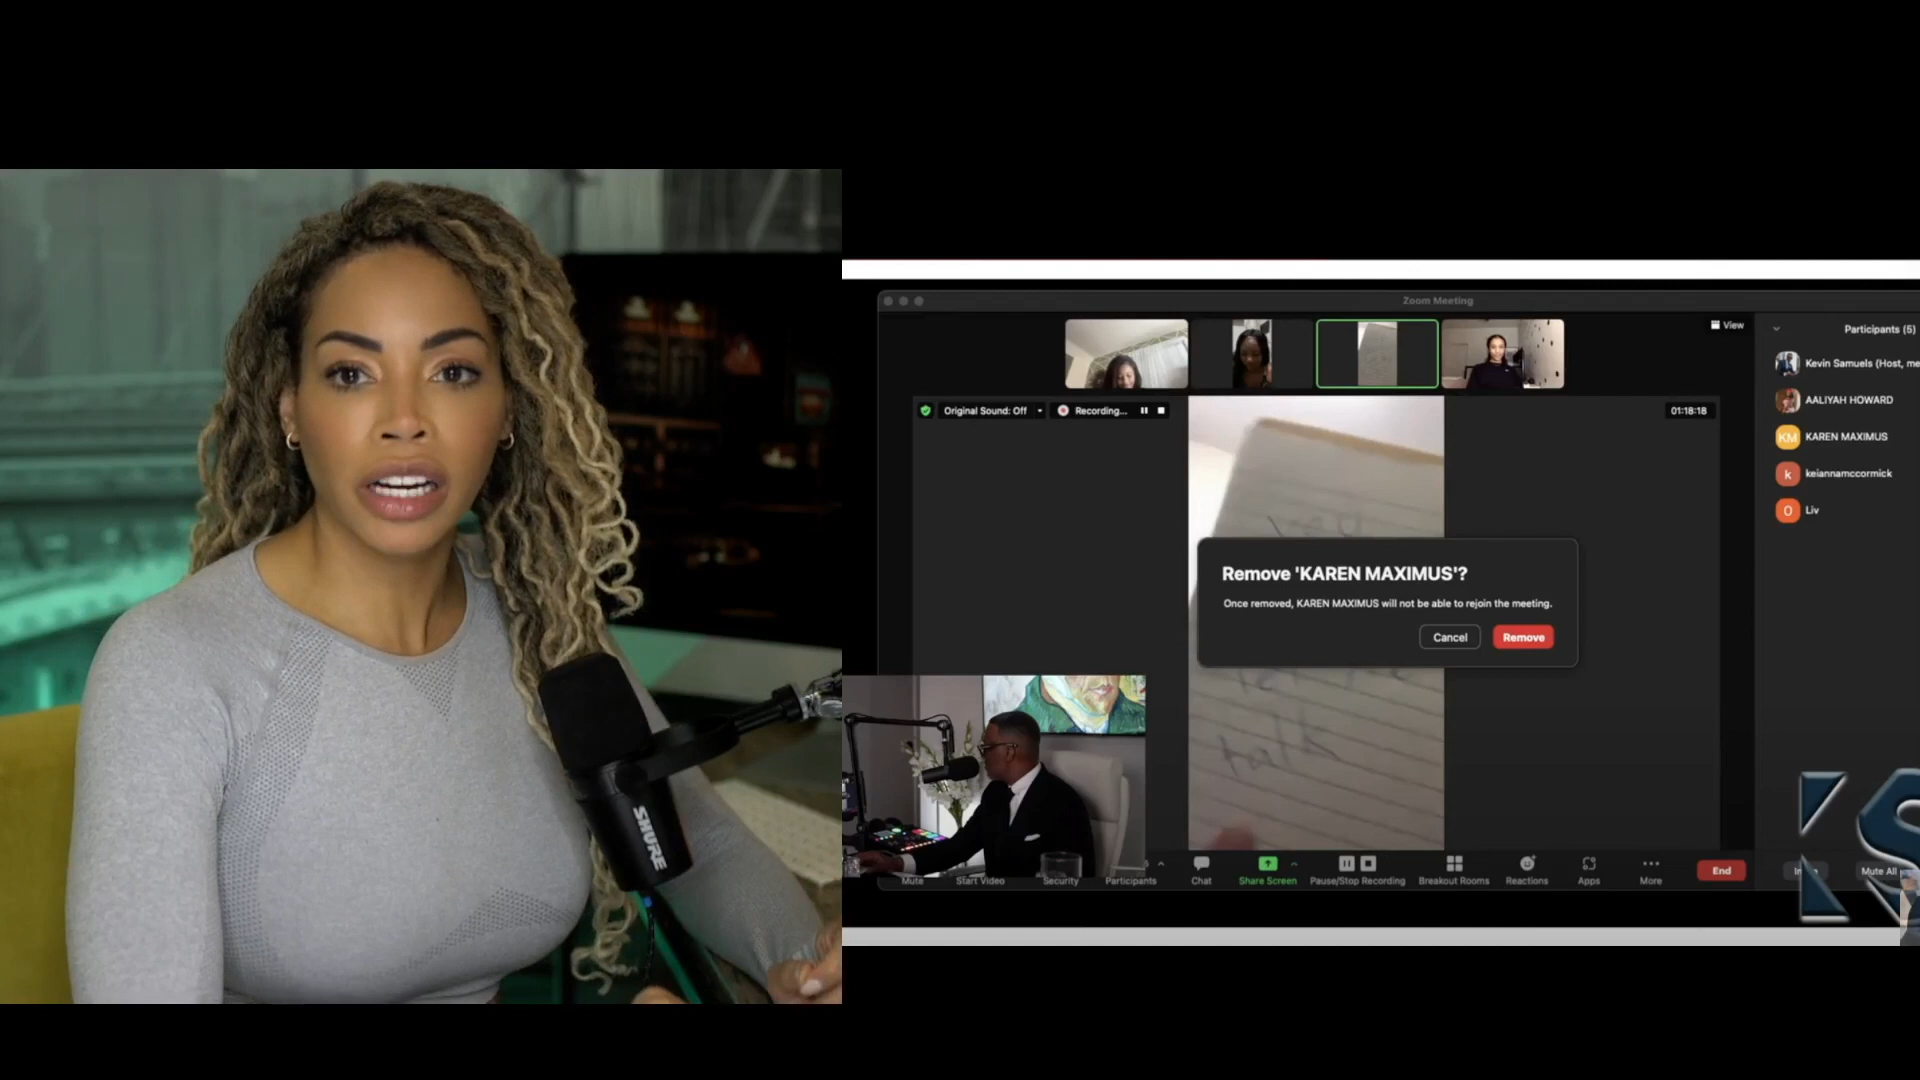 SHURE
Zoom Meeting
View
Participants (5)
Original Sound: Off
Recording...
01:18:18
Kevin Samuels (Host, me
AALIYAH HOWARD
KM KAREN MAXIMUS
k keiannamccormick
O Liv
Remove 'KAREN MAXIMUS'?
Once removed, KAREN MAXIMUS will not be able to rejoin the meeting.
Cancel
Remove
talk
Mute
Start Video
Security
Participants
Chat
Share Screen
Pause/Stop Recording
Breakout Rooms
Reactions
Apps
More
End
Mute All
KS